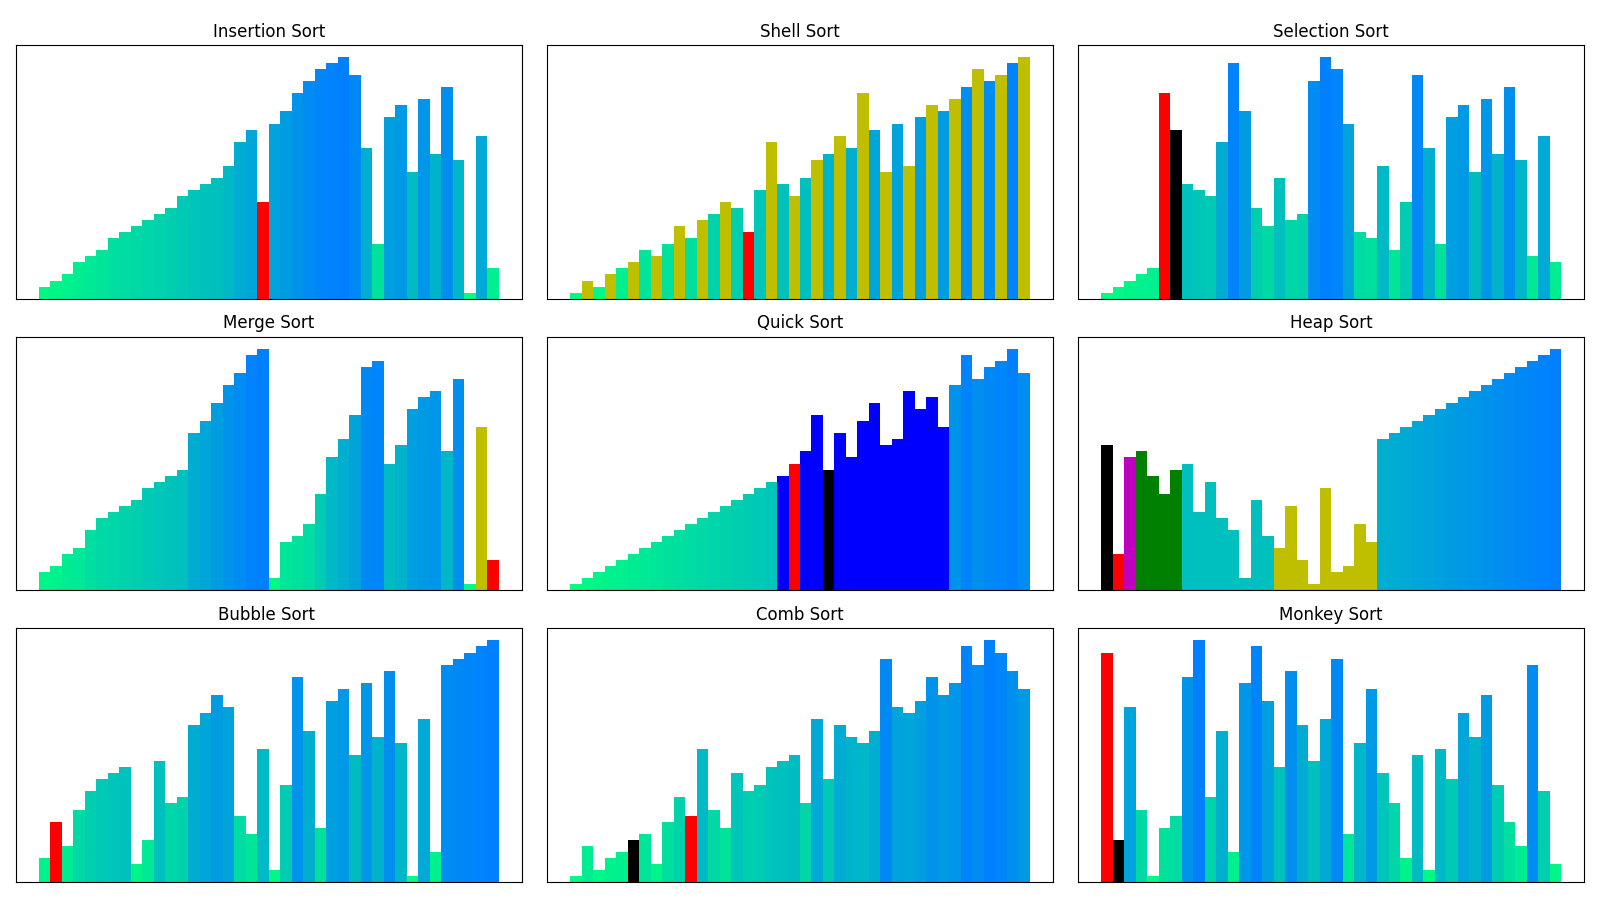 Insertion Sort
Shell Sort
Selection Sort
Merge Sort
Quick Sort
Heap Sort
Bubble Sort
Comb Sort
Monkey Sort